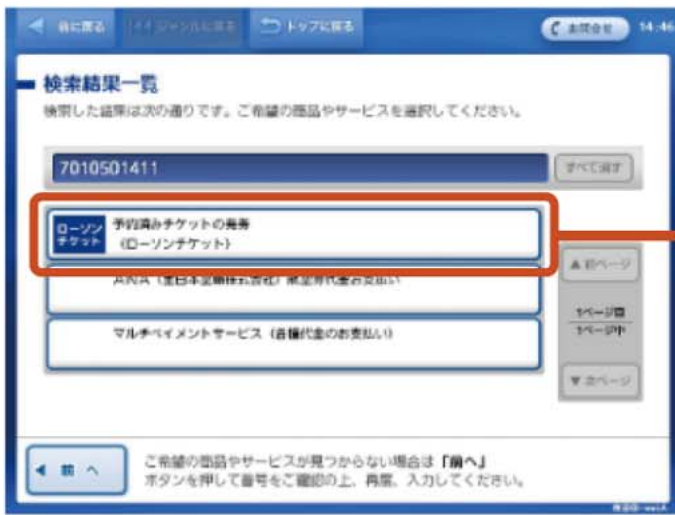 前に戻る
トップに戻る
お問合せ
14:46
検索結果一覧
検索した結果は次の通りです。ご希望の商品やサービスを選択してください。
7010501411
すべて消す
ローソン
チケット
予約済みチケットの発券
(ローソンチケット)
ANA(全日本空輸株式会社)航空券代金お支払い
マルチペイメントサービス(各種代金のお支払い)
▲前ページ
1ページ目
1ページ中
▼次ページ
前へ
ご希望の商品やサービスが見つからない場合は「前へ」
ボタンを押して番号をご確認の上、再度、入力してください。